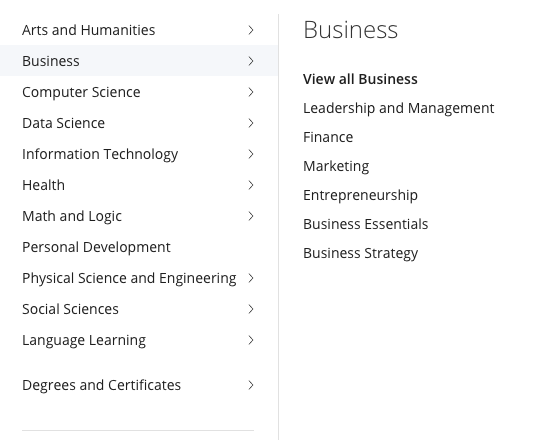 Arts and Humanities
Business
Computer Science
Data Science
Information Technology
Health
Math and Logic
Personal Development
Physical Science and Engineering
Social Sciences
Language Learning
Degrees and Certificates
Business
View all Business
Leadership and Management
Finance
Marketing
Entrepreneurship
Business Essentials
Business Strategy